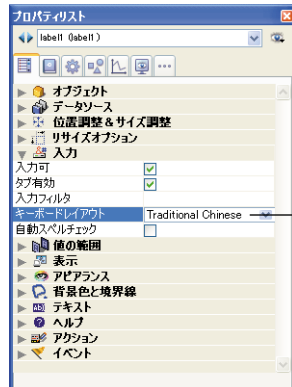 プロパティリスト
label1 (label1)
オブジェクト
データソース
位置調整&サイズ調整
リサイズオプション
入力
入力可
タブ有効
入力フィルタ
キーボードレイアウト Traditional Chinese
自動スペルチェック
値の範囲
表示
アピアランス
背景色と境界線
テキスト
ヘルプ
アクション
イベント